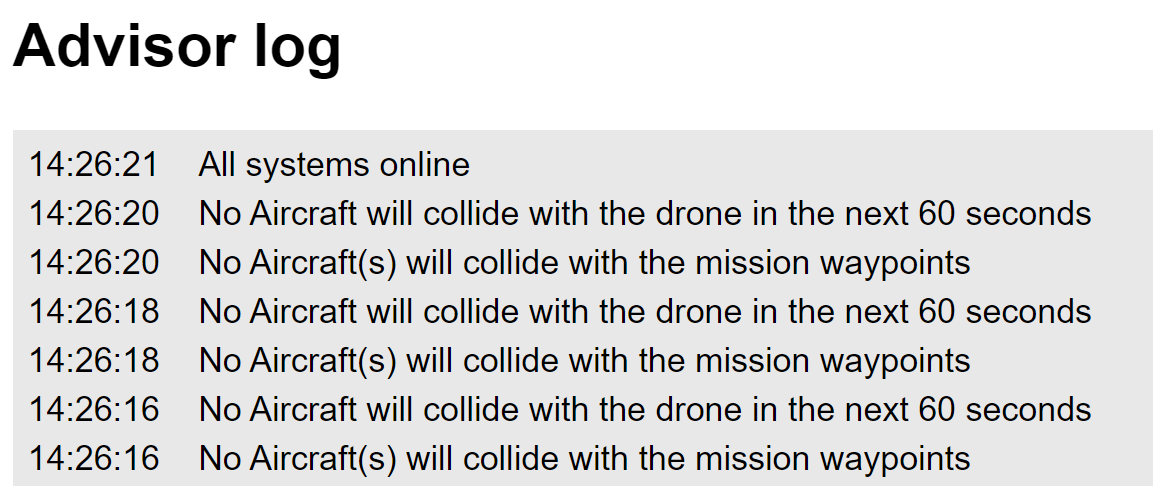 Advisor log
14:26:21 All systems online
14:26:20 No Aircraft will collide with the drone in the next 60 seconds
14:26:20 No Aircraft(s) will collide with the mission waypoints
14:26:18 No Aircraft will collide with the drone in the next 60 seconds
14:26:18 No Aircraft(s) will collide with the mission waypoints
14:26:16 No Aircraft will collide with the drone in the next 60 seconds
14:26:16 No Aircraft(s) will collide with the mission waypoints